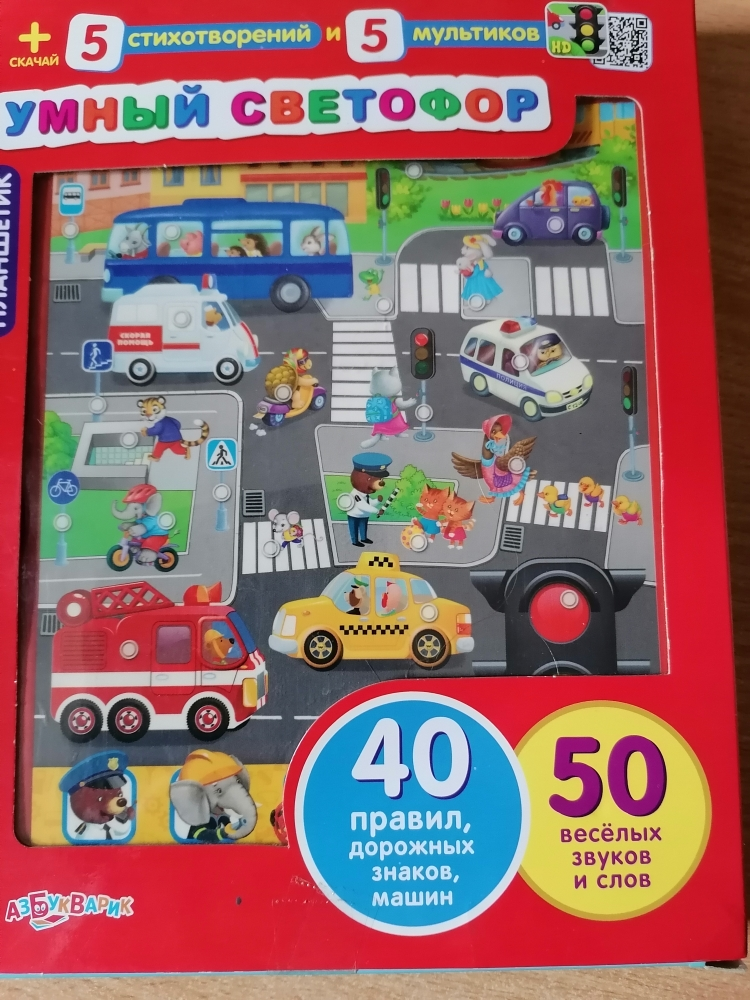 + 5 стихотворений и 5 мультиков
СКАЧАЙ
HD
УМНЫЙ СВЕТОФОР
ПЛАНШЕТИК
СКОРАЯ
ПОМОЩЬ
ПОЛИЦИЯ
40
правил,
дорожных
знаков,
машин
50
весёлых
звуков
и слов
АЗБУКВАРИК